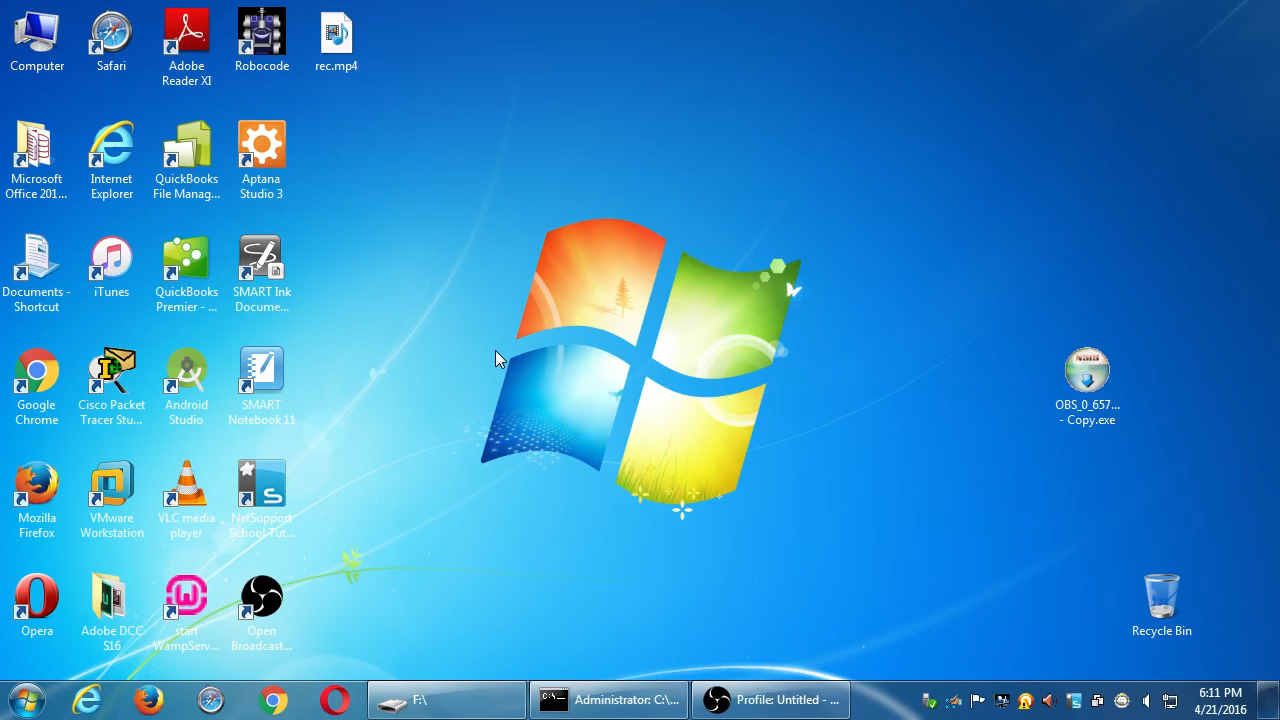 Computer
Safari
Adobe
Reader XI
Robocode
rec.mp4
Microsoft
Office 201...
Internet
Explorer
QuickBooks
File Manag...
Aptana
Studio 3
Documents -
Shortcut
iTunes
QuickBooks
Premier - ...
SMART Ink
Docume...
Google
Chrome
Cisco Packet
Tracer Stu...
Android
Studio
SMART
Notebook 11
NSIS
OBS_0_657...
- Copy.exe
Mozilla
Firefox
VMware
Workstation
VLC media
player
NetSupport
School Tut...
Opera
Adobe DCC
S16
start
WampServ...
Open
Broadcast...
Recycle Bin
F:\
Administrator: C:\...
Profile: Untitled - ...
6:11 PM
4/21/2016